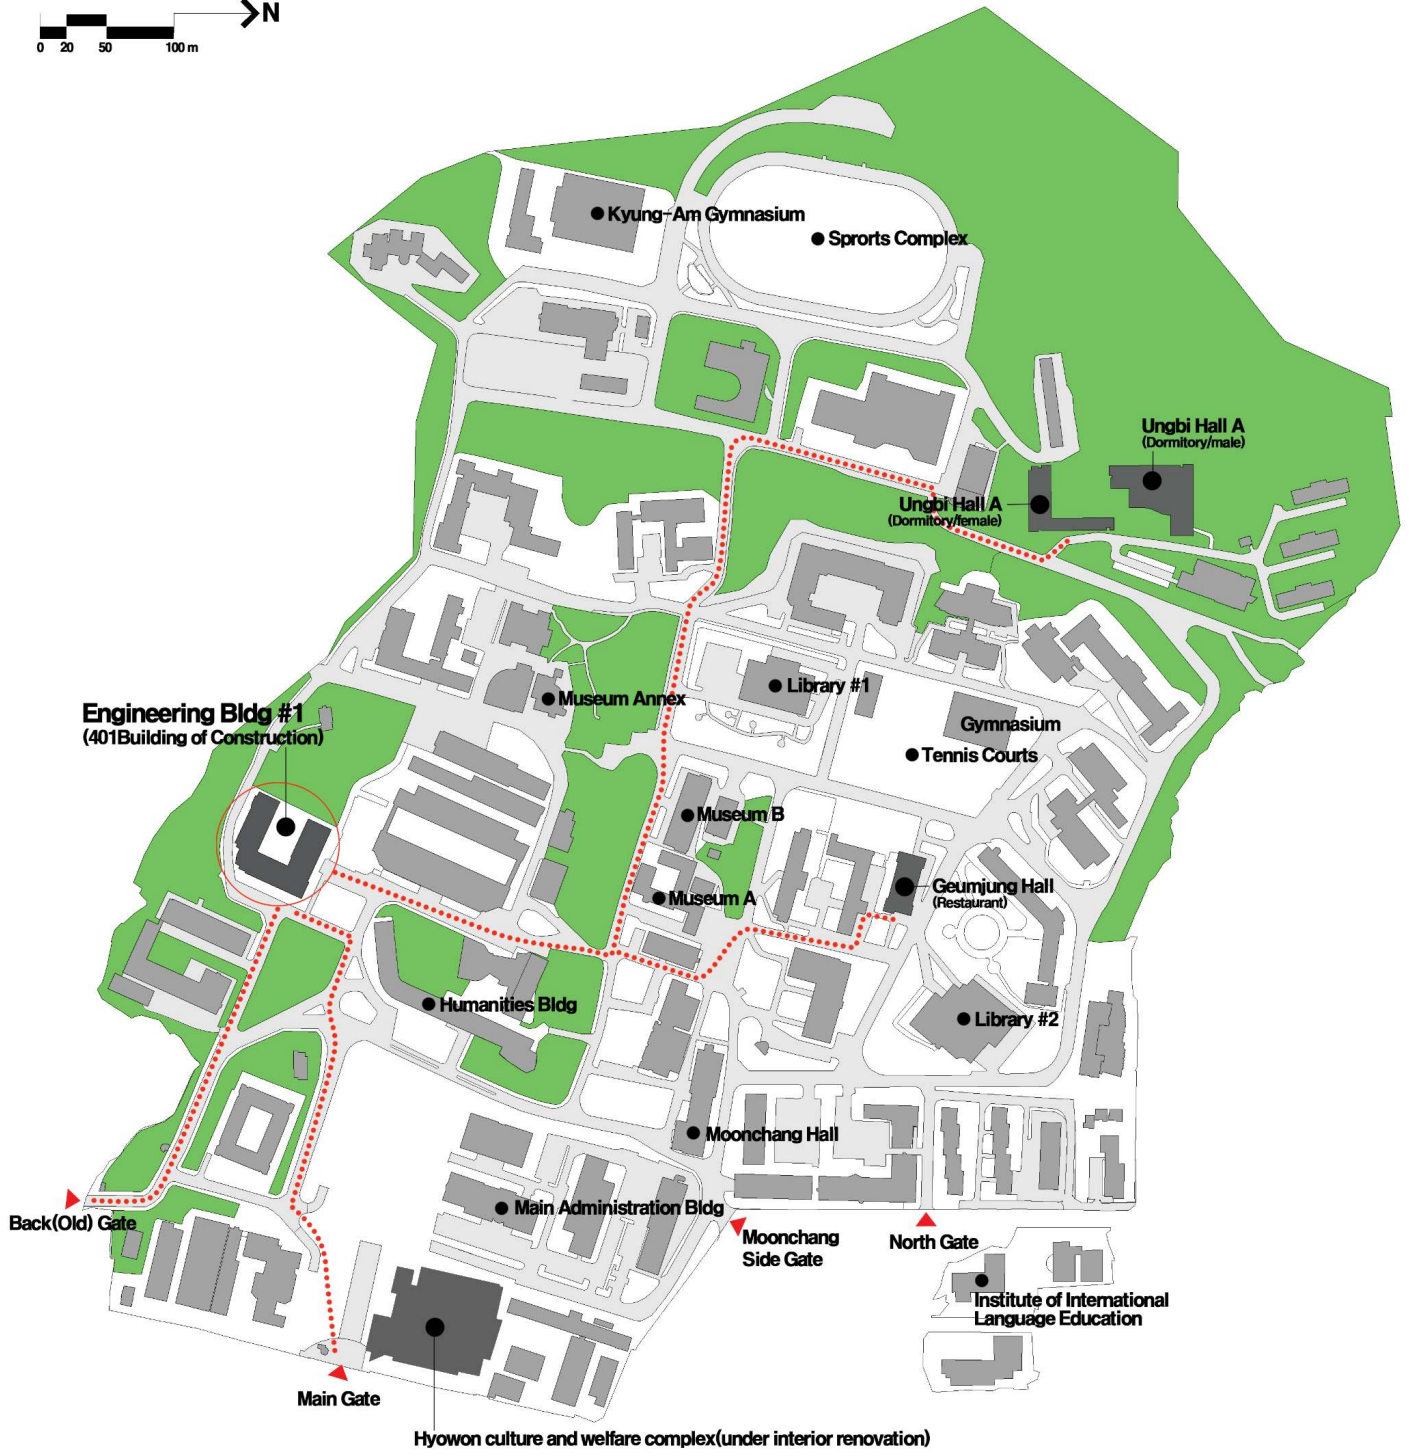 N
0 20 50 100 m
Kyung-Am Gymnasium
Sprorts Complex
Ungbi Hall A
(Dormitory/male)
Ungbi Hall A
(Dormitory/female)
Library #1
Museum Annex
Engineering Bldg #1
(401Building of Construction)
Gymnasium
Tennis Courts
Museum B
Museum A
Geumjung Hall
(Restaurant)
Humanities Bldg
Library #2
Moonchang Hall
Main Administration Bldg
Back(Old) Gate
Moonchang
Side Gate
North Gate
Institute of International
Language Education
Main Gate
Hyowon culture and welfare complex(under interior renovation)